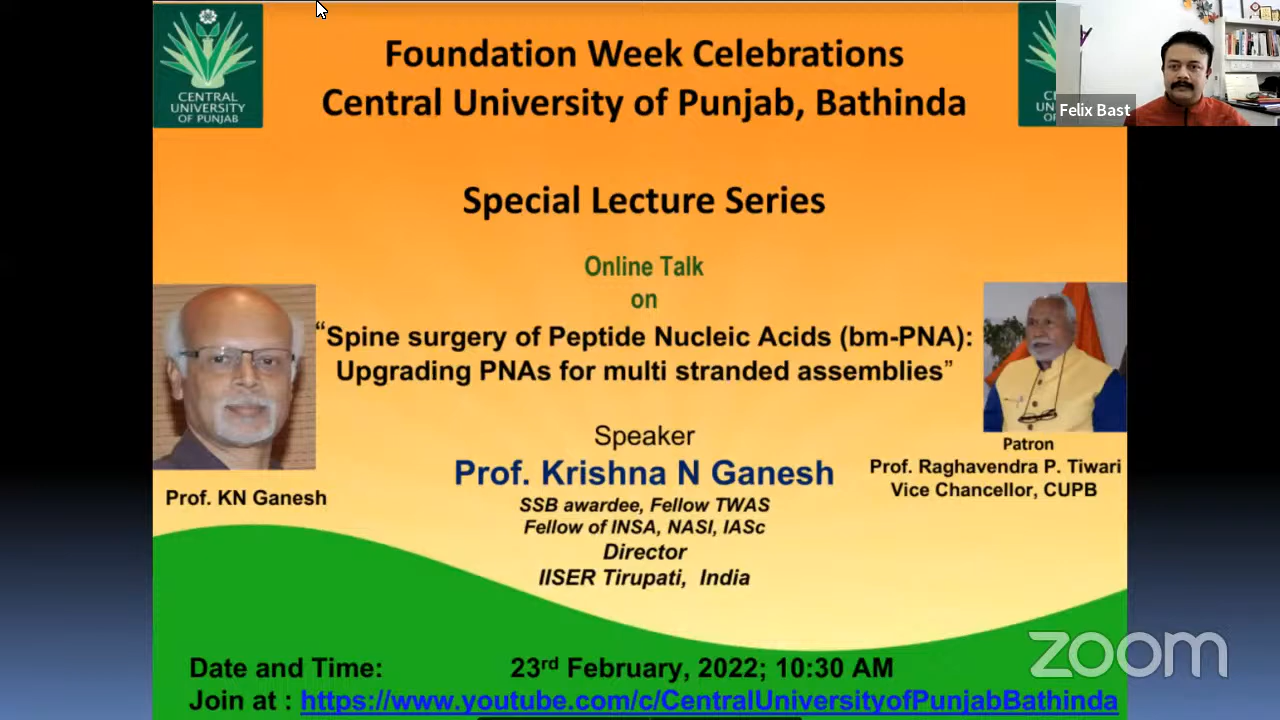 Foundation Week Celebrations
Central University of Punjab, Bathinda
CENTRAL
UNIVERSITY
OF PUNJAB
Felix Bast
Special Lecture Series
Online Talk
on
“Spine surgery of Peptide Nucleic Acids (bm-PNA):
Upgrading PNAs for multi stranded assemblies”
Speaker
Prof. Krishna N Ganesh
SSB awardee, Fellow TWAS
Fellow of INSA, NASI, IASc
Director
IISER Tirupati, India
Prof. KN Ganesh
Patron
Prof. Raghavendra P. Tiwari
Vice Chancellor, CUPB
zoom
Date and Time: 23rd February, 2022; 10:30 AM
Join at : https://www.youtube.com/c/CentralUniversityofPunjabBathinda